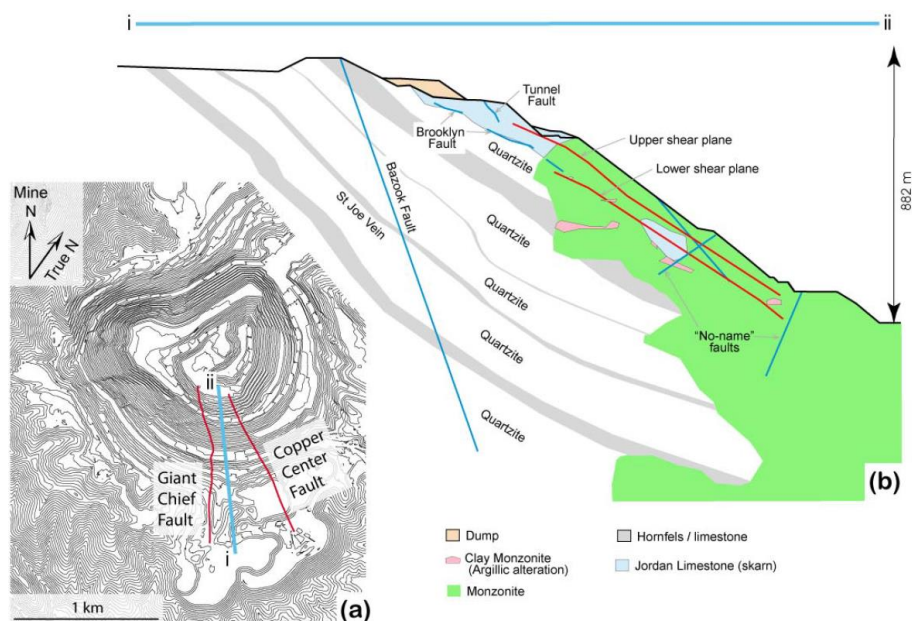 i
ii
Tunnel
Fault
Brooklyn
Fault
Upper shear plane
Lower shear plane
882 m
Quartzite
Quartzite
Quartzite
Quartzite
Quartzite
Quartzite
Bazook Fault
St Joe Vein
"No-name"
faults
(b)
Mine
N
True N
ii
Giant
Chief
Fault
Copper
Center
Fault
i
1 km
(a)
Dump
Clay Monzonite
(Argillic alteration)
Monzonite
Hornfels / limestone
Jordan Limestone (skarn)